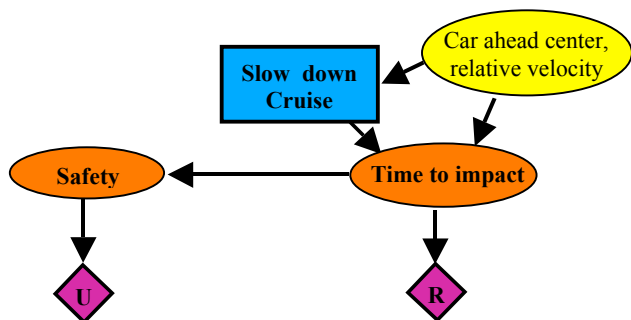 Car ahead center,
relative velocity
Slow down
Cruise
Safety
Time to impact
U
R